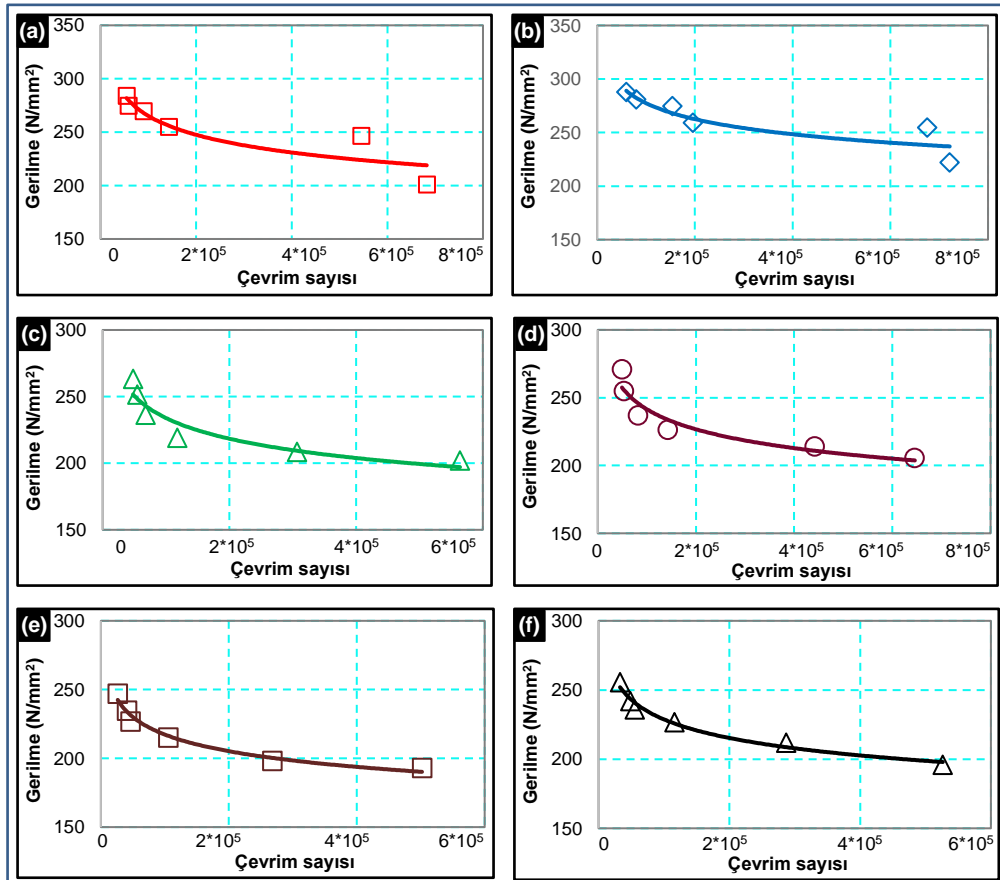 (a)
Gerilme (N/mm²)
350
300
250
200
150
0 2*10⁵ 4*10⁵ 6*10⁵ 8*10⁵
Çevrim sayısı
(b)
Gerilme (N/mm²)
350
300
250
200
150
0 2*10⁵ 4*10⁵ 6*10⁵ 8*10⁵
Çevrim sayısı
(c)
Gerilme (N/mm²)
300
250
200
150
0 2*10⁵ 4*10⁵ 6*10⁵
Çevrim sayısı
(d)
Gerilme (N/mm²)
300
250
200
150
0 2*10⁵ 4*10⁵ 6*10⁵ 8*10⁵
Çevrim sayısı
(e)
Gerilme (N/mm²)
300
250
200
150
0 2*10⁵ 4*10⁵ 6*10⁵
Çevrim sayısı
(f)
Gerilme (N/mm²)
300
250
200
150
0 2*10⁵ 4*10⁵ 6*10⁵
Çevrim sayısı